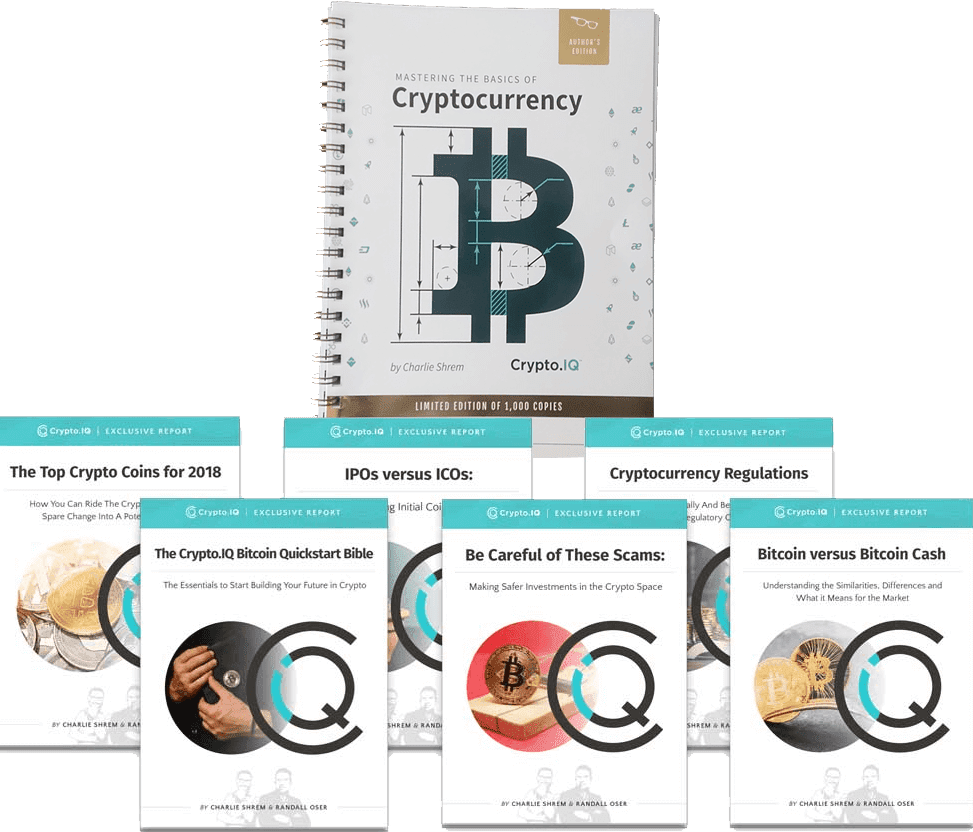 AUTHOR'S
EDITION
MASTERING THE BASICS OF
Cryptocurrency
by Charlie Shrem
Crypto.IQ™
LIMITED EDITION OF 1,000 COPIES
Crypto.IQ | EXCLUSIVE REPORT
The Top Crypto Coins for 2018
How You Can Ride The Cryp
Spare Change Into A Pote
BY CHARLIE SHREM & RAN
Crypto.IQ | EXCLUSIVE REPORT
IPOs versus ICOs:
g Initial Coi
Crypto.IQ | EXCLUSIVE REPORT
Cryptocurrency Regulations
ally And Be
egulatory C
Crypto.IQ | EXCLUSIVE REPORT
The Crypto.IQ Bitcoin Quickstart Bible
The Essentials to Start Building Your Future in Crypto
BY CHARLIE SHREM & RANDALL OSER
Crypto.IQ | EXCLUSIVE REPORT
Be Careful of These Scams:
Making Safer Investments in the Crypto Space
BY CHARLIE SHREM & RANDALL OSER
Crypto.IQ | EXCLUSIVE REPORT
Bitcoin versus Bitcoin Cash
Understanding the Similarities, Differences and
What it Means for the Market
BY CHARLIE SHREM & RANDALL OSER